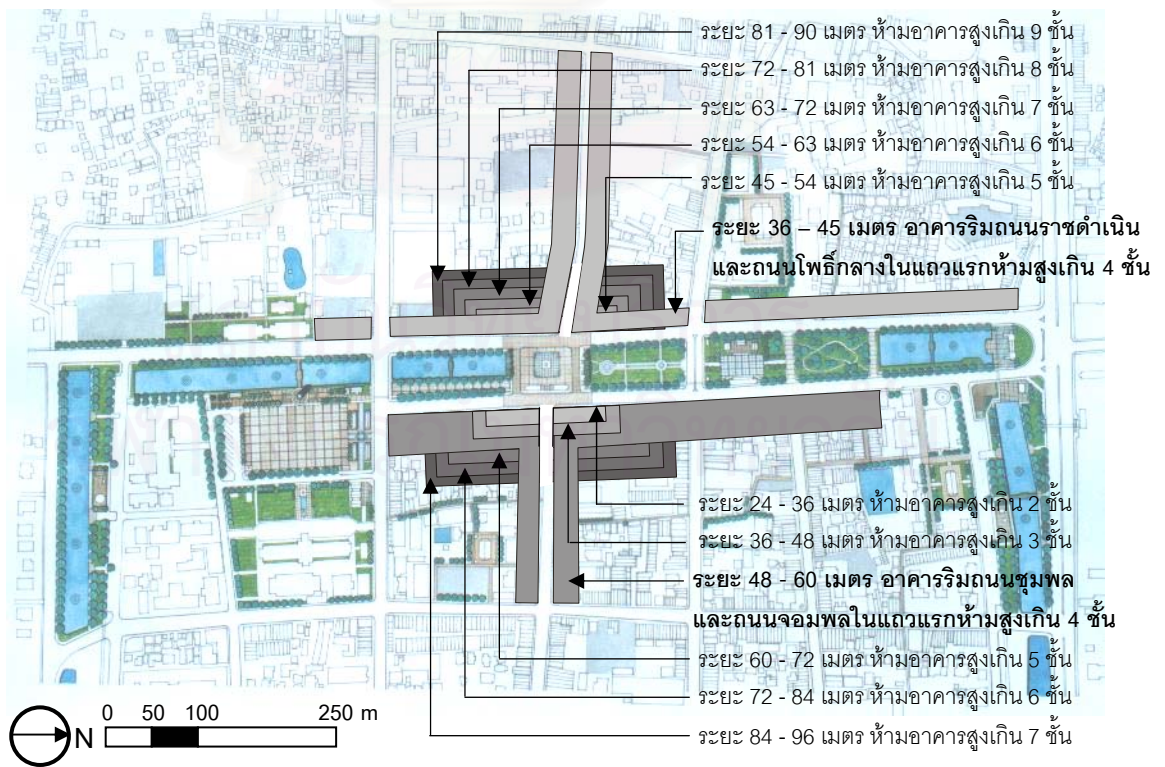 ระยะ 81 - 90 เมตร ห้ามอาคารสูงเกิน 9 ชั้น
ระยะ 72 - 81 เมตร ห้ามอาคารสูงเกิน 8 ชั้น
ระยะ 63 - 72 เมตร ห้ามอาคารสูงเกิน 7 ชั้น
ระยะ 54 - 63 เมตร ห้ามอาคารสูงเกิน 6 ชั้น
ระยะ 45 - 54 เมตร ห้ามอาคารสูงเกิน 5 ชั้น
ระยะ 36 – 45 เมตร อาคารริมถนนราชดำเนิน
และถนนโพธิ์กลางในแถวแรกห้ามสูงเกิน 4 ชั้น
ระยะ 24 - 36 เมตร ห้ามอาคารสูงเกิน 2 ชั้น
ระยะ 36 - 48 เมตร ห้ามอาคารสูงเกิน 3 ชั้น
ระยะ 48 - 60 เมตร อาคารริมถนนชุมพล
และถนนจอมพลในแถวแรกห้ามสูงเกิน 4 ชั้น
ระยะ 60 - 72 เมตร ห้ามอาคารสูงเกิน 5 ชั้น
ระยะ 72 - 84 เมตร ห้ามอาคารสูงเกิน 6 ชั้น
ระยะ 84 - 96 เมตร ห้ามอาคารสูงเกิน 7 ชั้น
N 0 50 100 250 m